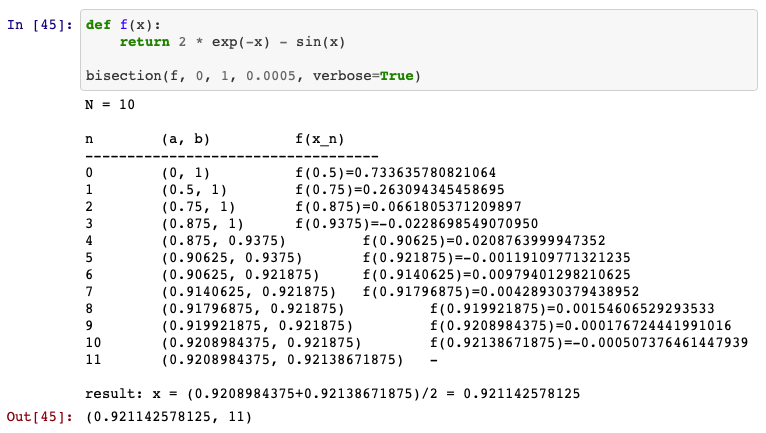 In [45]: def f(x):
    return 2 * exp(-x) - sin(x)
bisection(f, 0, 1, 0.0005, verbose=True)
N = 10
n (a, b) f(x_n)
-----------------------------------
0 (0, 1) f(0.5)=0.733635780821064
1 (0.5, 1) f(0.75)=0.263094345458695
2 (0.75, 1) f(0.875)=0.0661805371209897
3 (0.875, 1) f(0.9375)=-0.0228698549070950
4 (0.875, 0.9375) f(0.90625)=0.0208763999947352
5 (0.90625, 0.9375) f(0.921875)=-0.00119109771321235
6 (0.90625, 0.921875) f(0.9140625)=0.00979401298210625
7 (0.9140625, 0.921875) f(0.91796875)=0.00428930379438952
8 (0.91796875, 0.921875) f(0.919921875)=0.00154606529293533
9 (0.919921875, 0.921875) f(0.9208984375)=0.000176724441991016
10 (0.9208984375, 0.921875) f(0.92138671875)=-0.000507376461447939
11 (0.9208984375, 0.92138671875) -
result: x = (0.9208984375+0.92138671875)/2 = 0.921142578125
Out[45]: (0.921142578125, 11)